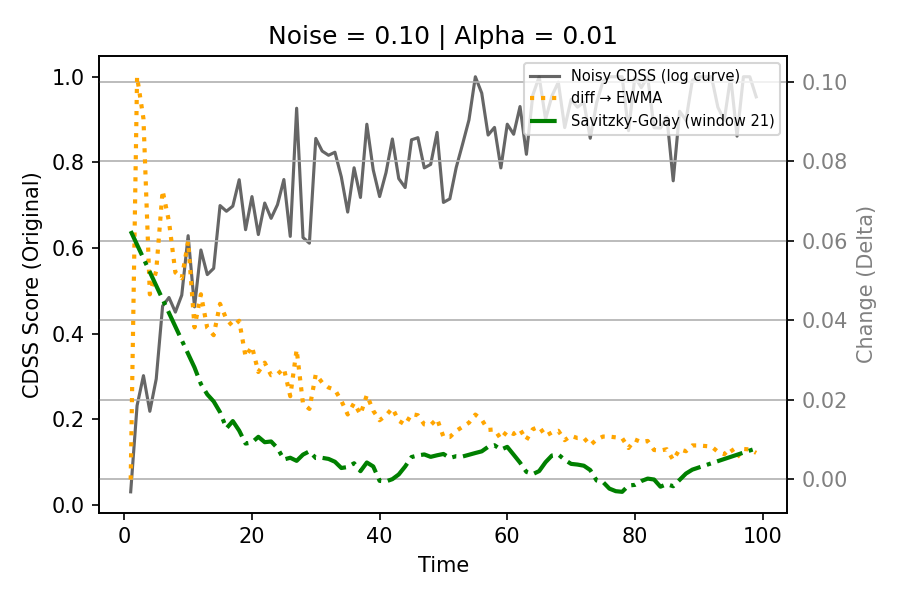 Noise = 0.10 | Alpha = 0.01
Noisy CDSS (log curve)
diff → EWMA
Savitzky-Golay (window 21)
CDSS Score (Original)
1.0
0.8
0.6
0.4
0.2
0.0
0.10
0.08
0.06
0.04
0.02
0.00
Change (Delta)
0 20 40 60 80 100
Time